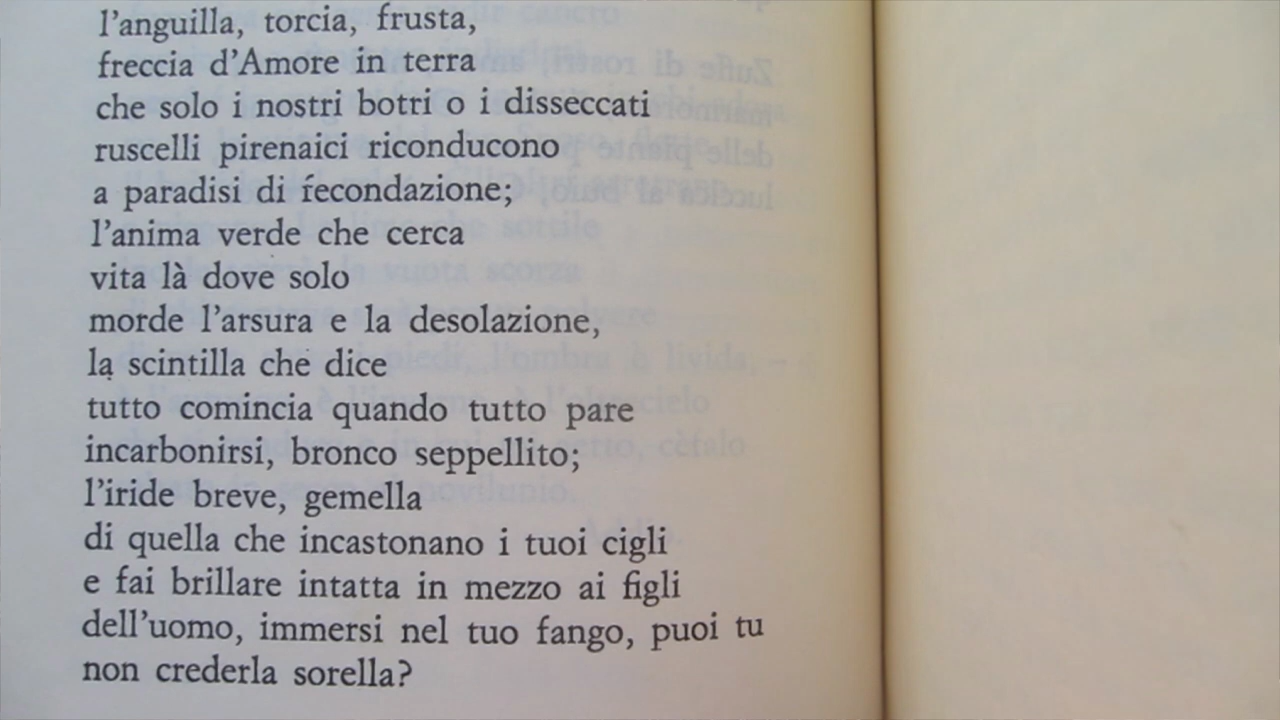 l'anguilla, torcia, frusta,
freccia d'Amore in terra
che solo i nostri botri o i disseccati
ruscelli pirenaici riconducono
a paradisi di recondazione;
l'anima verde che cerca
vita là dove solo
morde l'arsura e la desolazione,
la scintilla che dice
tutto comincia quando tutto pare
incarbonirsi, bronco seppellito;
l'iride breve, gemella
di quella che incastonano i tuoi cigli
e fai brillare intatta in mezzo ai figli
dell'uomo, immersi nel tuo fango, puoi tu
non crederla sorella?